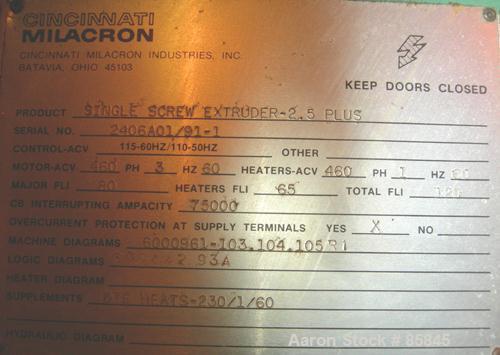 CINCINNATI
MILACRON
CINCINNATI MILACRON INDUSTRIES, INC.
BATAVIA, OHIO 45103
KEEP DOORS CLOSED
PRODUCT SINGLE SCREW EXTRUDER-2.5 PLUS
SERIAL NO. 2406A01/91-1
CONTROL-ACV 115-60HZ/110-50HZ OTHER
MOTOR-ACV 460 PH 3 HZ 60 HEATERS-ACV 460 PH 1 HZ 60
MAJOR FLI 80 HEATERS FLI 65 TOTAL FLI
CB INTERRUPTING AMPACITY 75000
OVERCURRENT PROTECTION AT SUPPLY TERMINALS YES X NO
MACHINE DIAGRAMS 6000961-103,104,105R1
LOGIC DIAGRAMS
HEATER DIAGRAM
SUPPLEMENTS HEATS-230/1/60
HYDRAULIC DIAGRAM
Aaron Stock # 85845